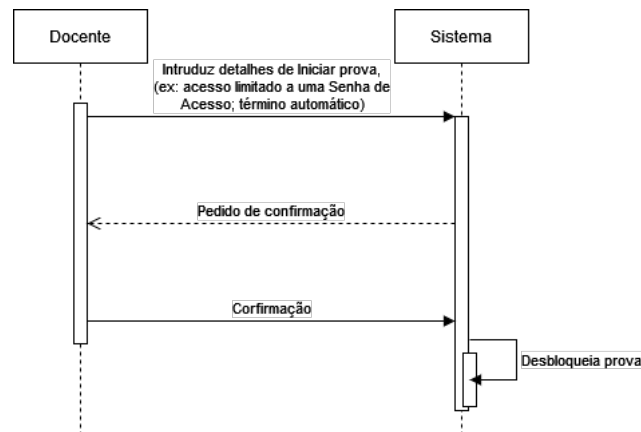 Docente
Sistema
Intruduz detalhes de Iniciar prova,
(ex: acesso limitado a uma Senha de
Acesso; término automático)
Pedido de confirmação
Corfirmação
Desbloqueia prova